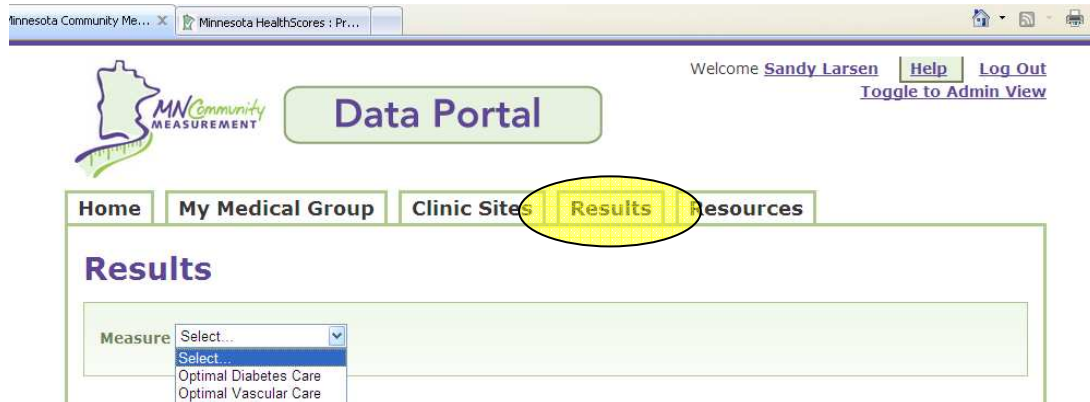 Minnesota Community Me... X Minnesota HealthScores : Pr...
Welcome Sandy Larsen Help Log Out
Toggle to Admin View
MN Community
MEASUREMENT
Data Portal
Home My Medical Group Clinic Sites Results Resources
Results
Measure Select...
Select...
Optimal Diabetes Care
Optimal Vascular Care